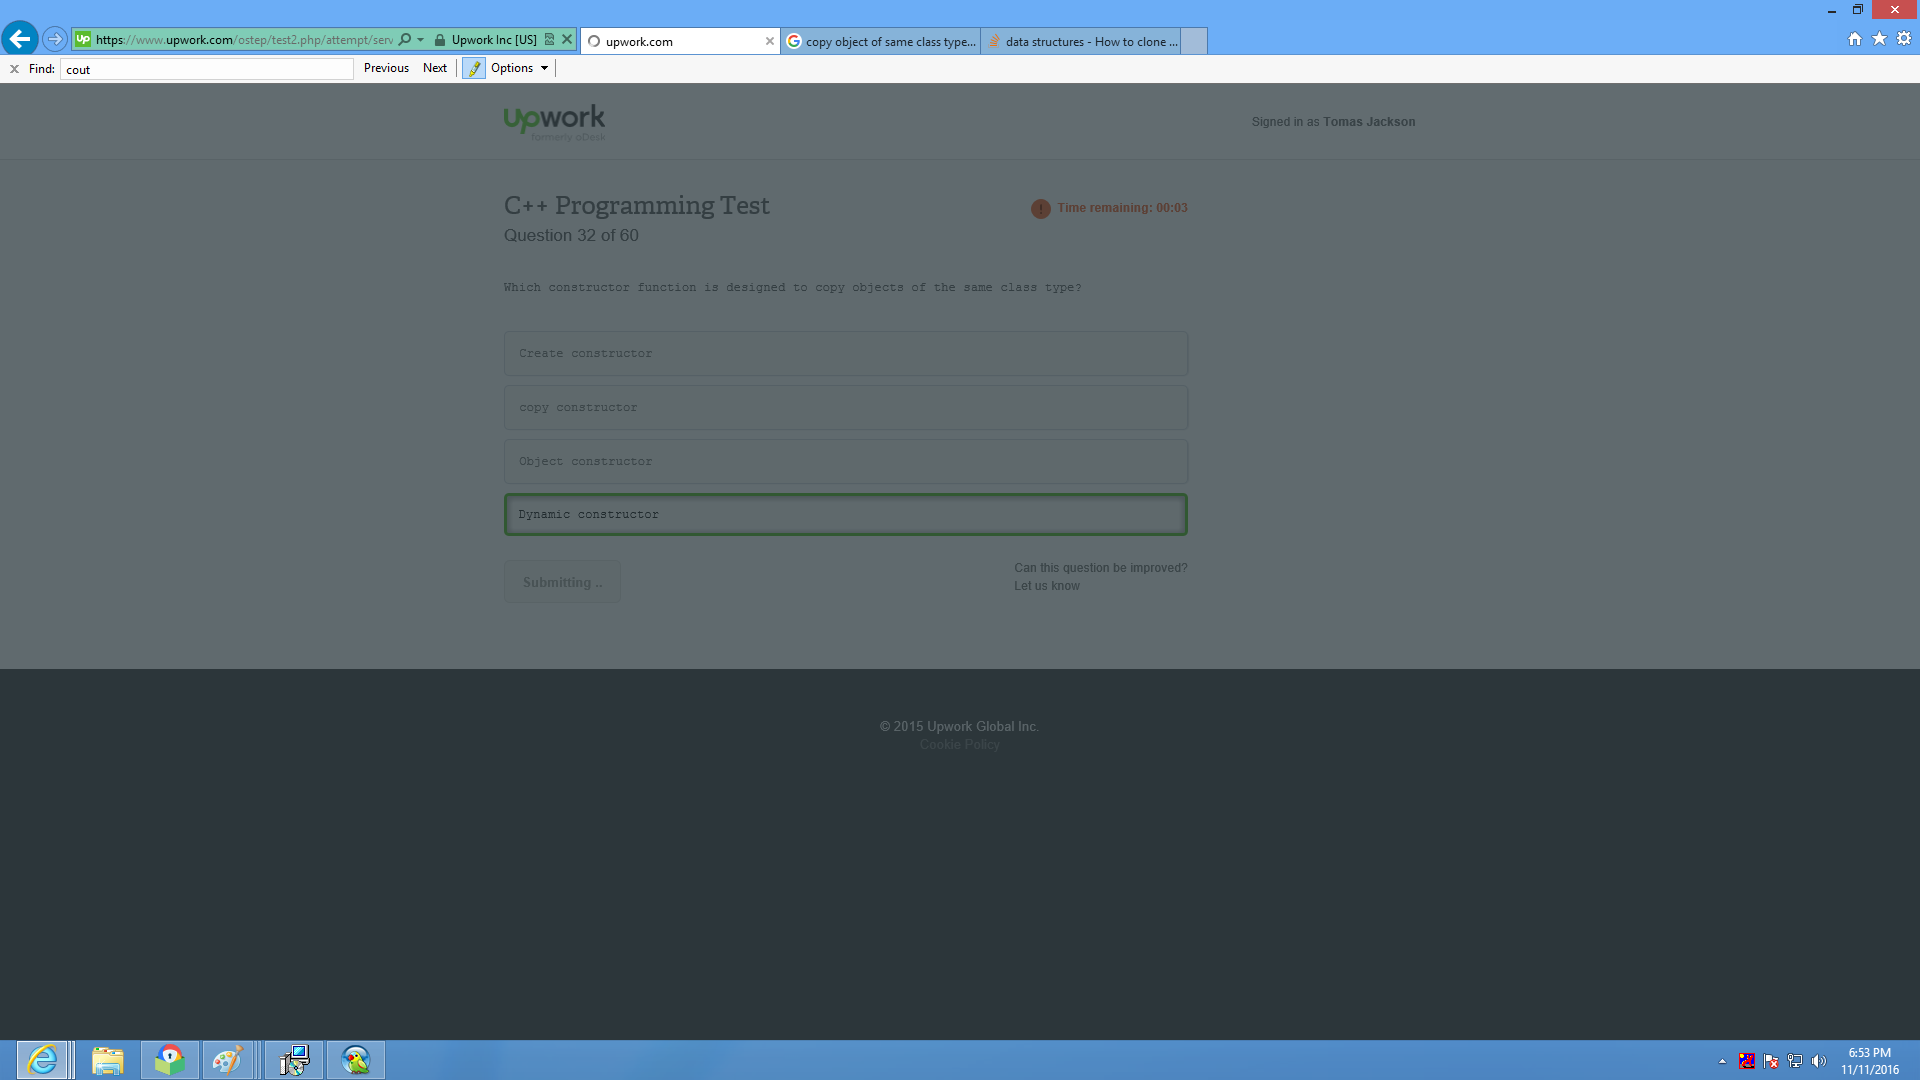 https://www.upwork.com/ostep/test2.php/attempt/serv
Upwork Inc [US]
upwork.com
copy object of same class type...
data structures - How to clone ...
Find:
cout
Previous
Next
Options
Upwork
formerly oDesk
Signed in as Tomas Jackson
C++ Programming Test
Time remaining: 00:03
Question 32 of 60
Which constructor function is designed to copy objects of the same class type?
Create constructor
copy constructor
Object constructor
Dynamic constructor
Submitting ..
Can this question be improved?
Let us know
© 2015 Upwork Global Inc.
Cookie Policy
6:53 PM
11/11/2016